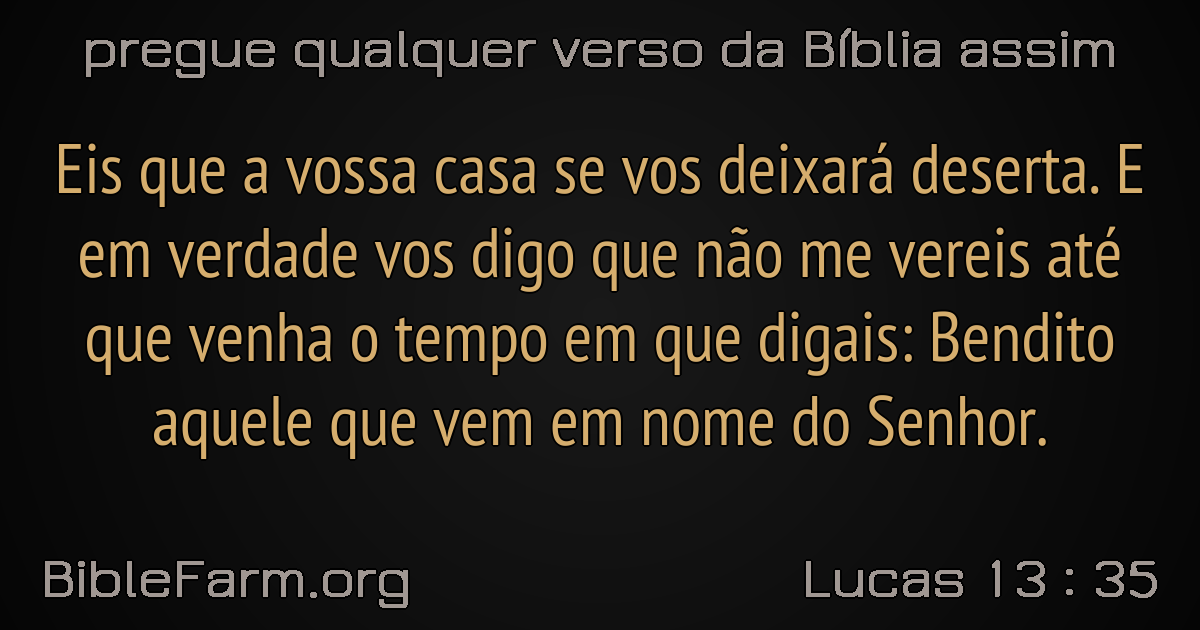 pregue qualquer verso da Bíblia assim
Eis que a vossa casa se vos deixará deserta. E
em verdade vos digo que não me vereis até
que venha o tempo em que digais: Bendito
aquele que vem em nome do Senhor.
BibleFarm.org
Lucas 13 : 35